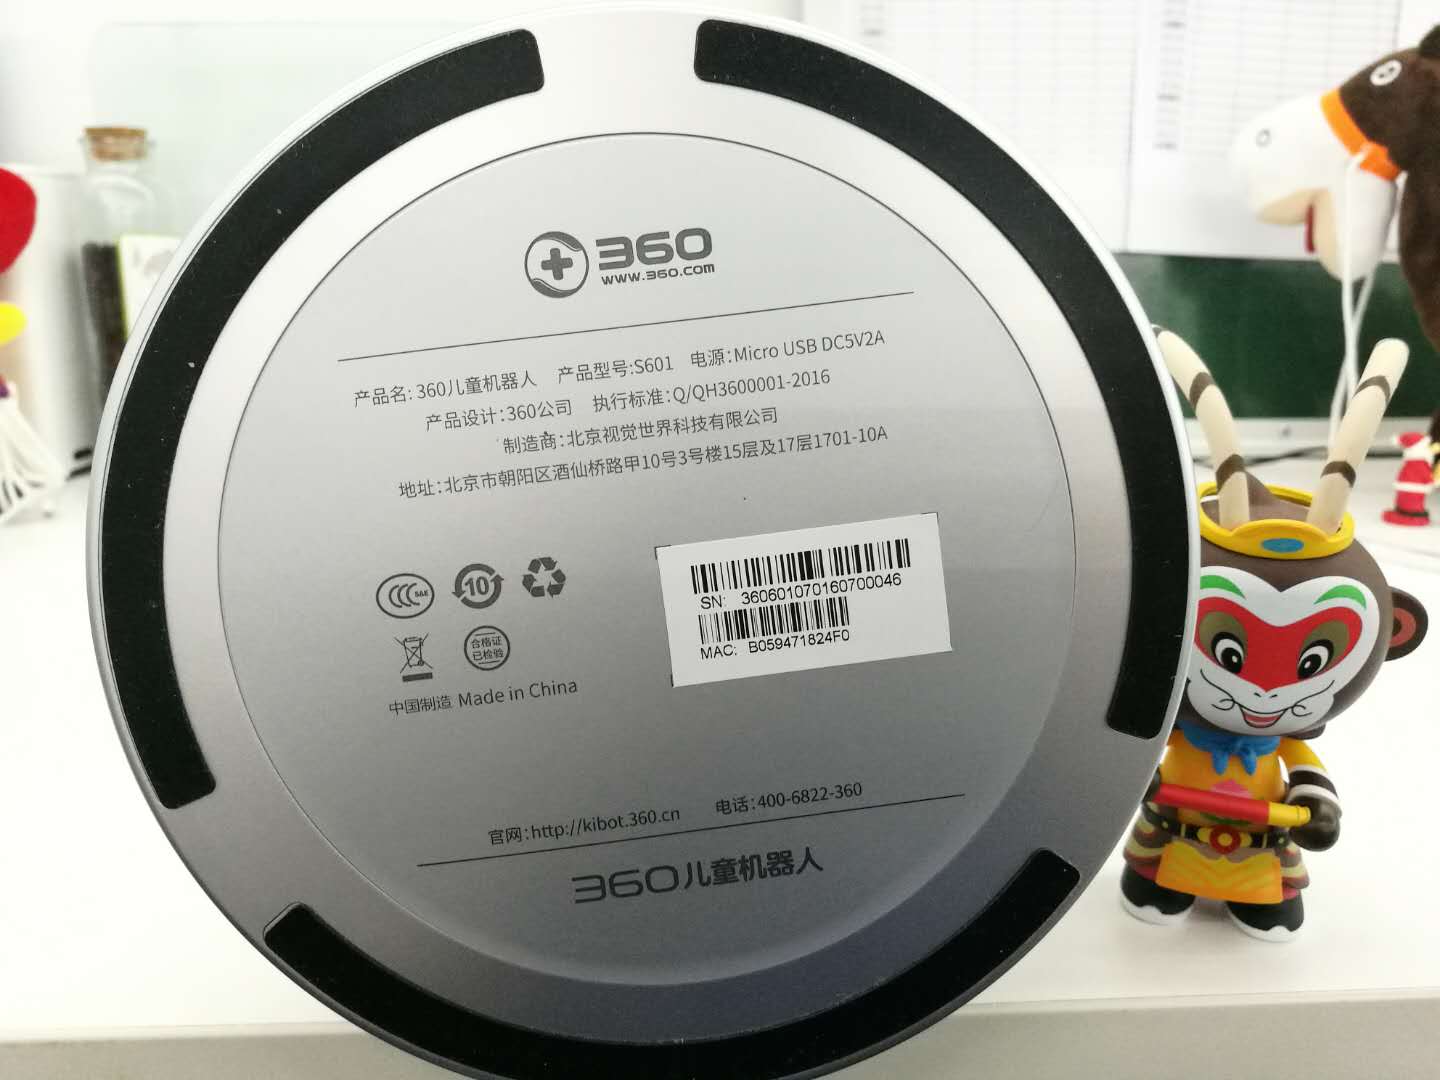 360
www.360.com
产品名: 360儿童机器人 产品型号:S601 电源:Micro USB DC5V2A
产品设计:360公司 执行标准:Q/QH3600001-2016
制造商:北京视觉世界科技有限公司
地址:北京市朝阳区酒仙桥路甲10号3号楼15层及17层1701-10A
CCC S&E 10
合格证
已检验
中国制造 Made in China
SN: 360601070160700046
MAC: B059471824F0
官网:http://kibot.360.cn 电话:400-6822-360
360儿童机器人